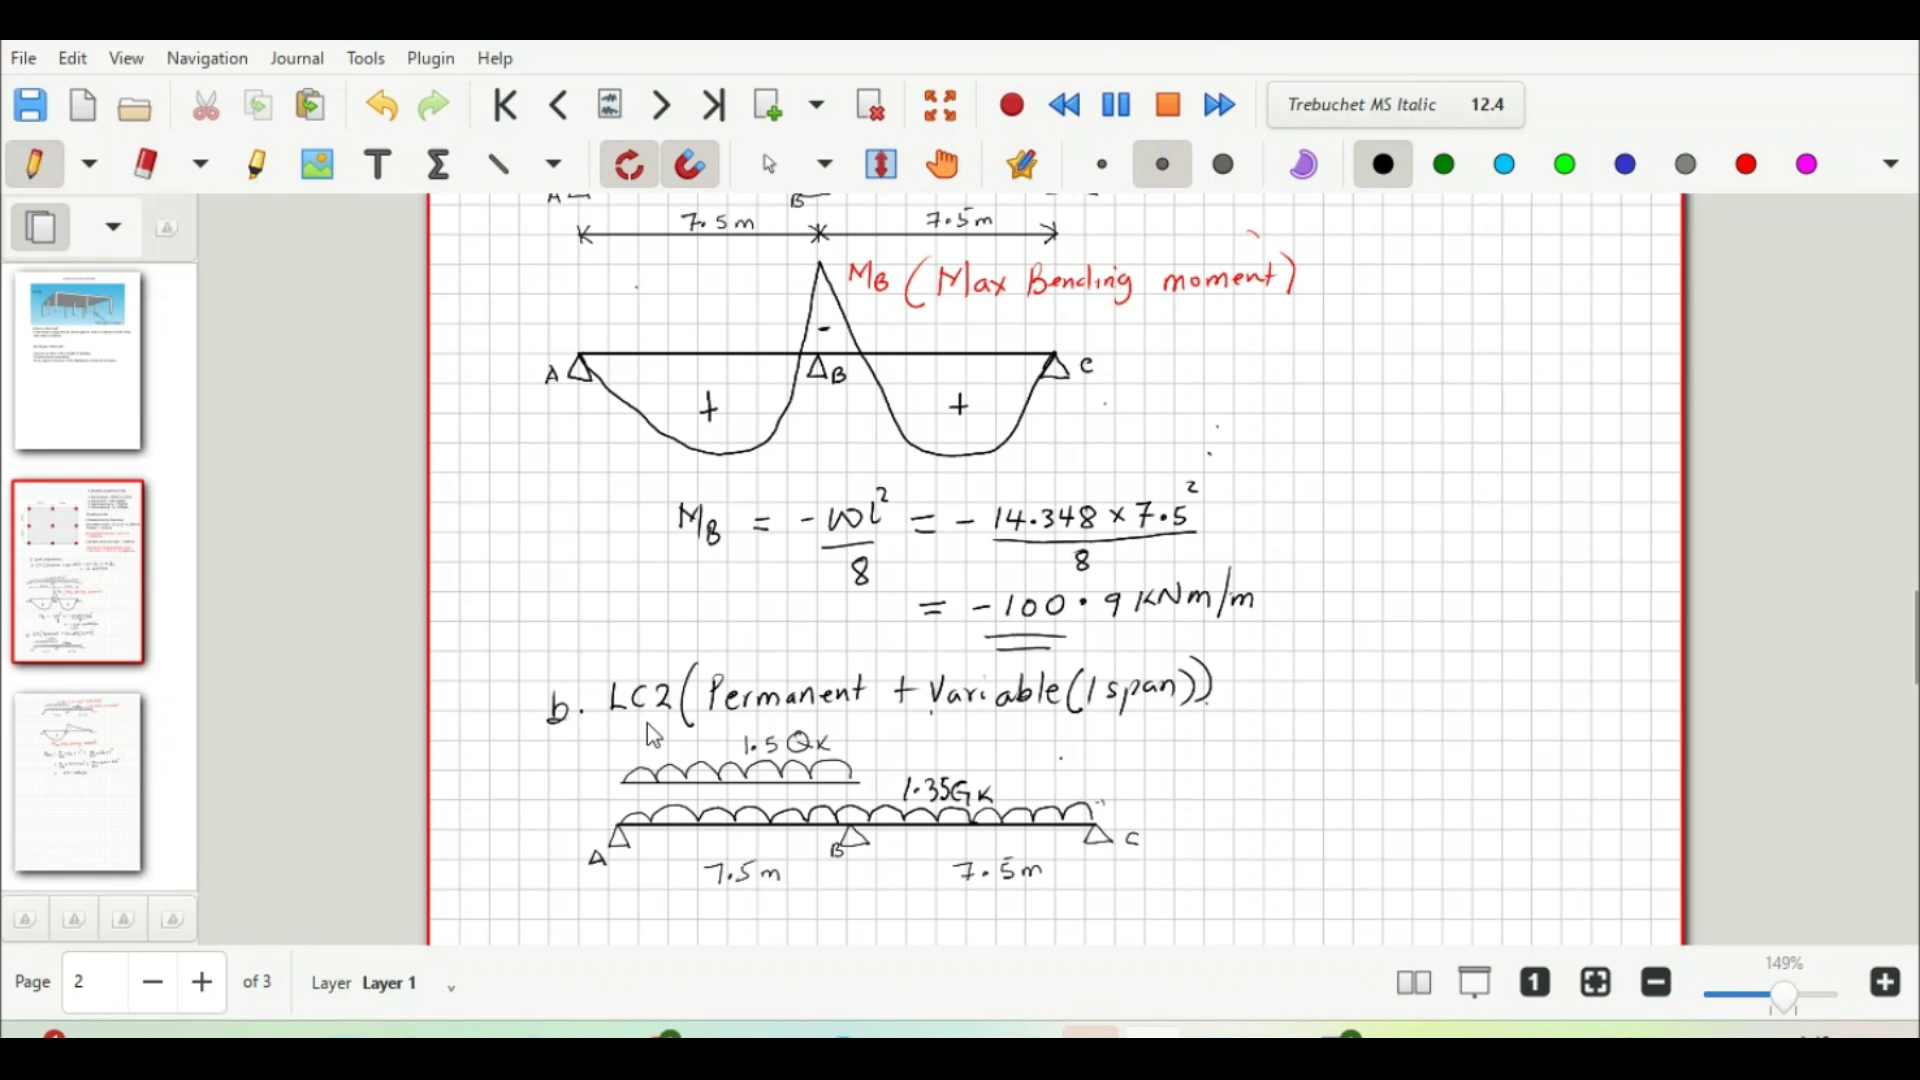 File Edit View Navigation Journal Tools Plugin Help
Trebuchet MS Italic 12.4
A B
7.5m 7.5m
MB (Max Bending moment)
-
A B C
+ +
MB = -wl² = - 14.348 x 7.5²
8 8
= -100.9 KNm/m
b. LC2 (Permanent + Variable (1 span))
1.5 QK
1.35GK
A B C
7.5m 7.5m
Page 2 of 3 Layer Layer 1
149%